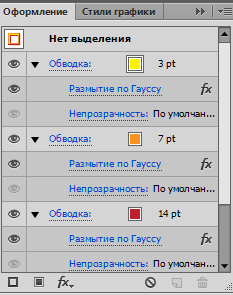 Оформление Стили графики
Нет выделения
Обводка: 3 pt
Размытие по Гауссу fx
Непрозрачность: По умолчан...
Обводка: 7 pt
Размытие по Гауссу fx
Непрозрачность: По умолчан...
Обводка: 14 pt
Размытие по Гауссу fx
Непрозрачность: По умолчан...
fx